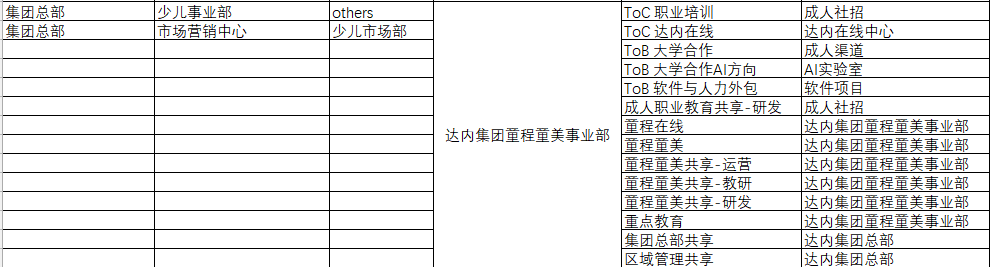 集团总部 少儿事业部 others ToC 职业培训 成人社招
集团总部 市场营销中心 少儿市场部 ToC 达内在线 达内在线中心
ToB 大学合作 成人渠道
ToB 大学合作AI方向 AI实验室
ToB 软件与人力外包 软件项目
成人职业教育共享-研发 成人社招
达内集团童程童美事业部
童程在线 达内集团童程童美事业部
童程童美 达内集团童程童美事业部
童程童美共享-运营 达内集团童程童美事业部
童程童美共享-教研 达内集团童程童美事业部
童程童美共享-研发 达内集团童程童美事业部
重点教育 达内集团童程童美事业部
集团总部共享 达内集团总部
区域管理共享 达内集团总部